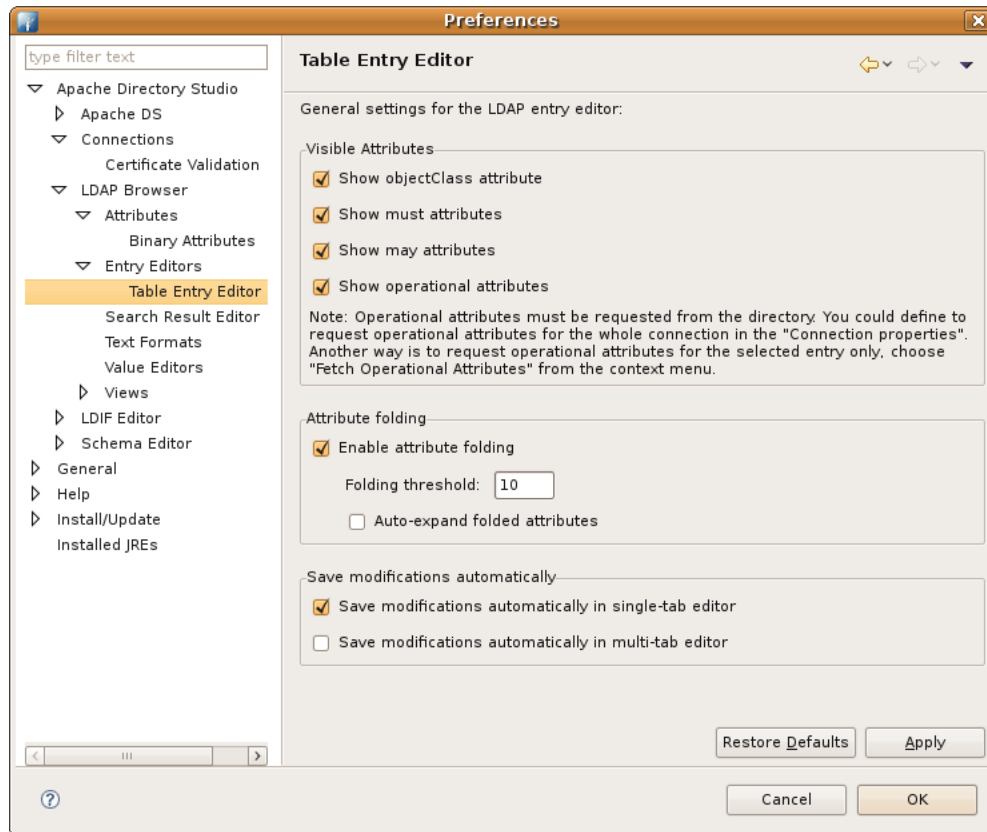 Preferences
type filter text
Apache Directory Studio
Apache DS
Connections
Certificate Validation
LDAP Browser
Attributes
Binary Attributes
Entry Editors
Table Entry Editor
Search Result Editor
Text Formats
Value Editors
Views
LDIF Editor
Schema Editor
General
Help
Install/Update
Installed JREs
Table Entry Editor
General settings for the LDAP entry editor:
Visible Attributes
Show objectClass attribute
Show must attributes
Show may attributes
Show operational attributes
Note: Operational attributes must be requested from the directory. You could define to
request operational attributes for the whole connection in the "Connection properties".
Another way is to request operational attributes for the selected entry only, choose
"Fetch Operational Attributes" from the context menu.
Attribute folding
Enable attribute folding
Folding threshold: 10
Auto-expand folded attributes
Save modifications automatically
Save modifications automatically in single-tab editor
Save modifications automatically in multi-tab editor
Restore Defaults Apply
Cancel OK